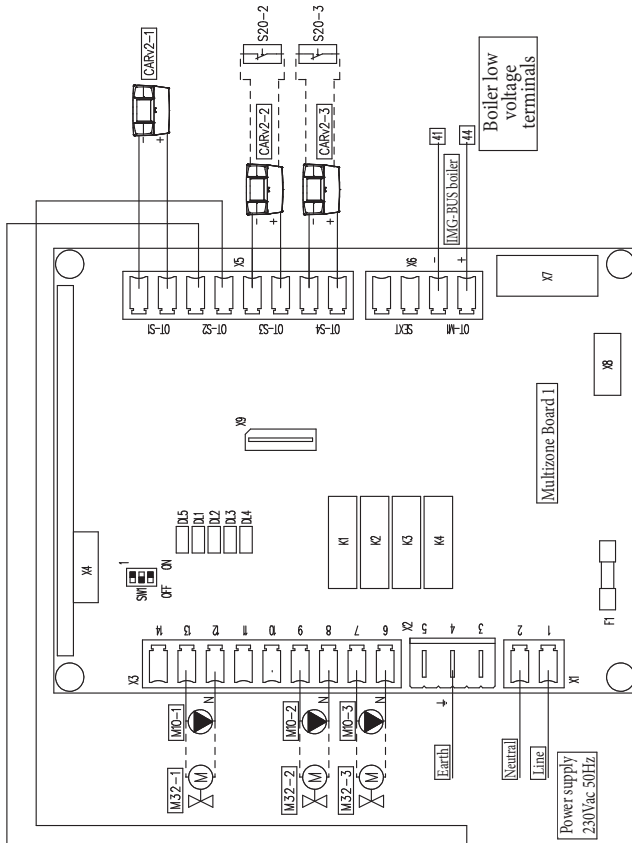 S20-2
S20-3
CARv2-1
CARv2-2
CARv2-3
-
+
-
+
-
+
Boiler low
voltage
terminals
41
44
IMG-BUS boiler
-
+
X5
X6
OT-S1
OT-S2
OT-S3
OT-S4
SEXT
OT-M1
X7
X8
X9
Multizone Board 1
X4
SW1
1
ON
OFF
DL5
DL1
DL2
DL3
DL4
K1
K2
K3
K4
F1
X3
14
13
12
11
10
9
8
7
6
X2
5
4
3
2
1
X1
M10-1
N
M10-2
N
M10-3
N
M32-1
M
M32-2
M
M32-3
M
Earth
Neutral
Line
Power supply
230Vac 50Hz